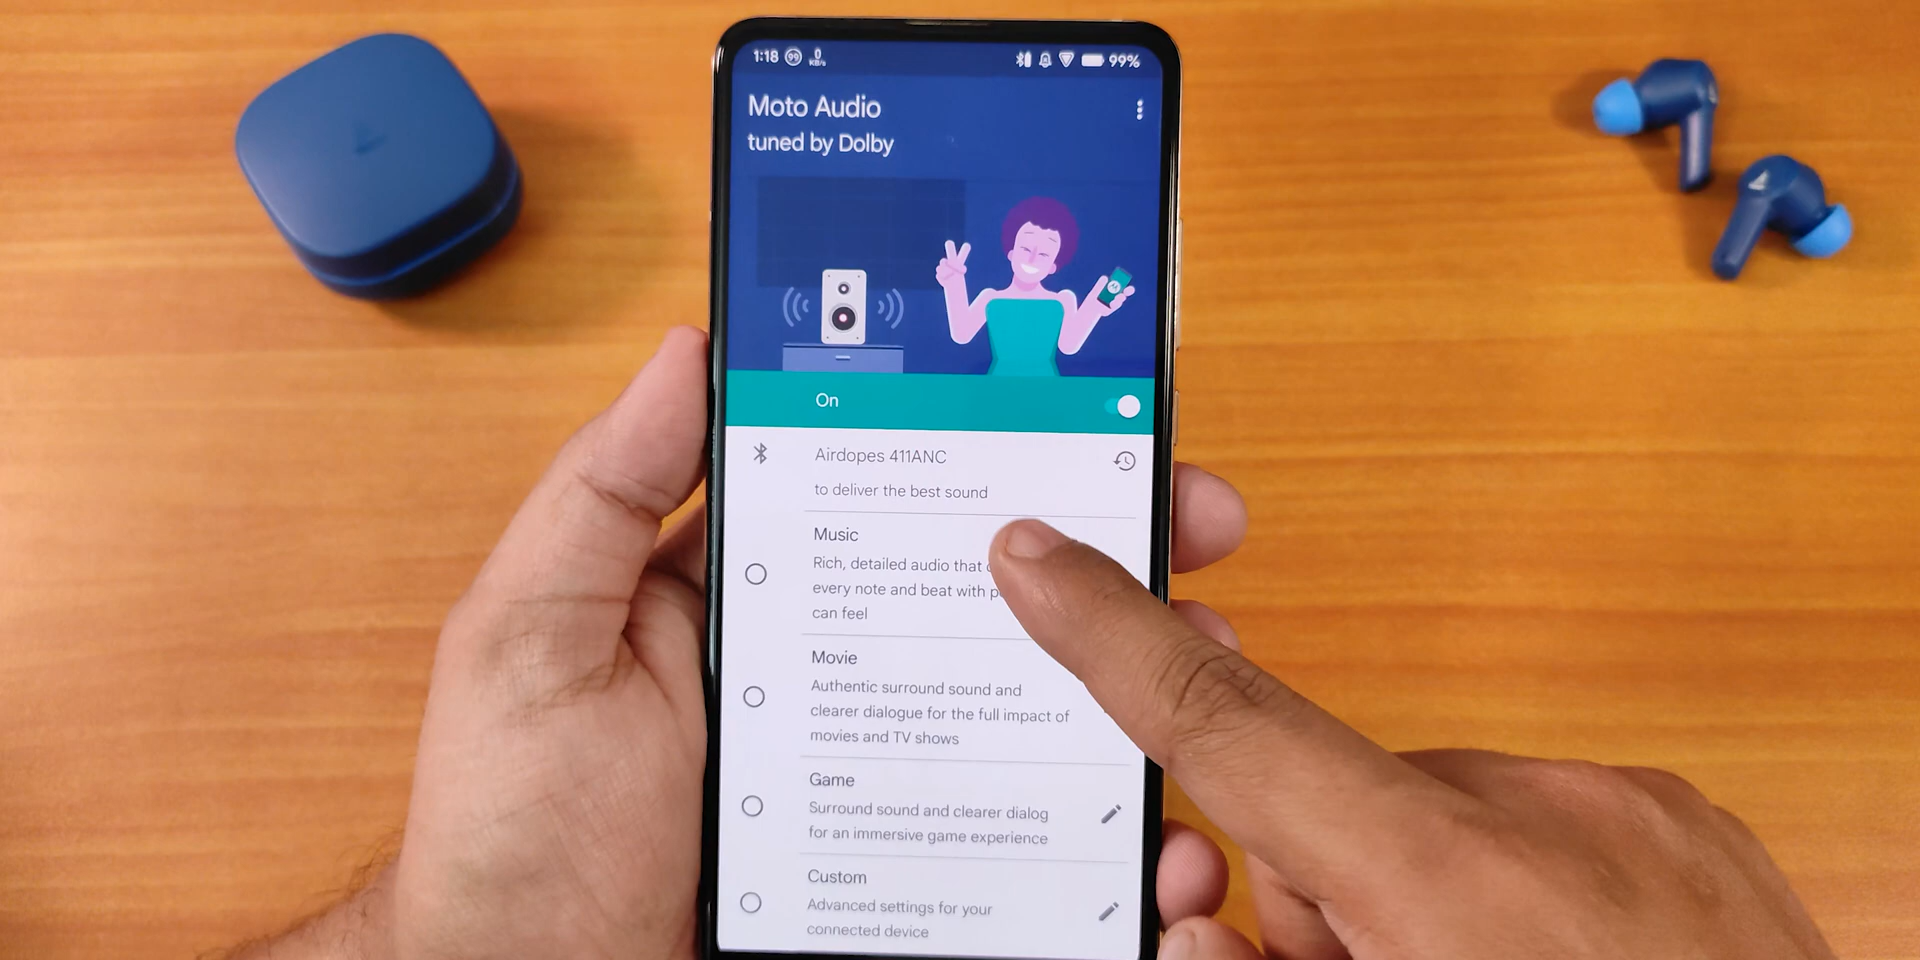 1:18 99 0 KB/s 99%
Moto Audio
tuned by Dolby
On
Airdopes 411ANC
to deliver the best sound
Music
Rich, detailed audio that
every note and beat with
can feel
Movie
Authentic surround sound and
clearer dialogue for the full impact of
movies and TV shows
Game
Surround sound and clearer dialog
for an immersive game experience
Custom
Advanced settings for your
connected device